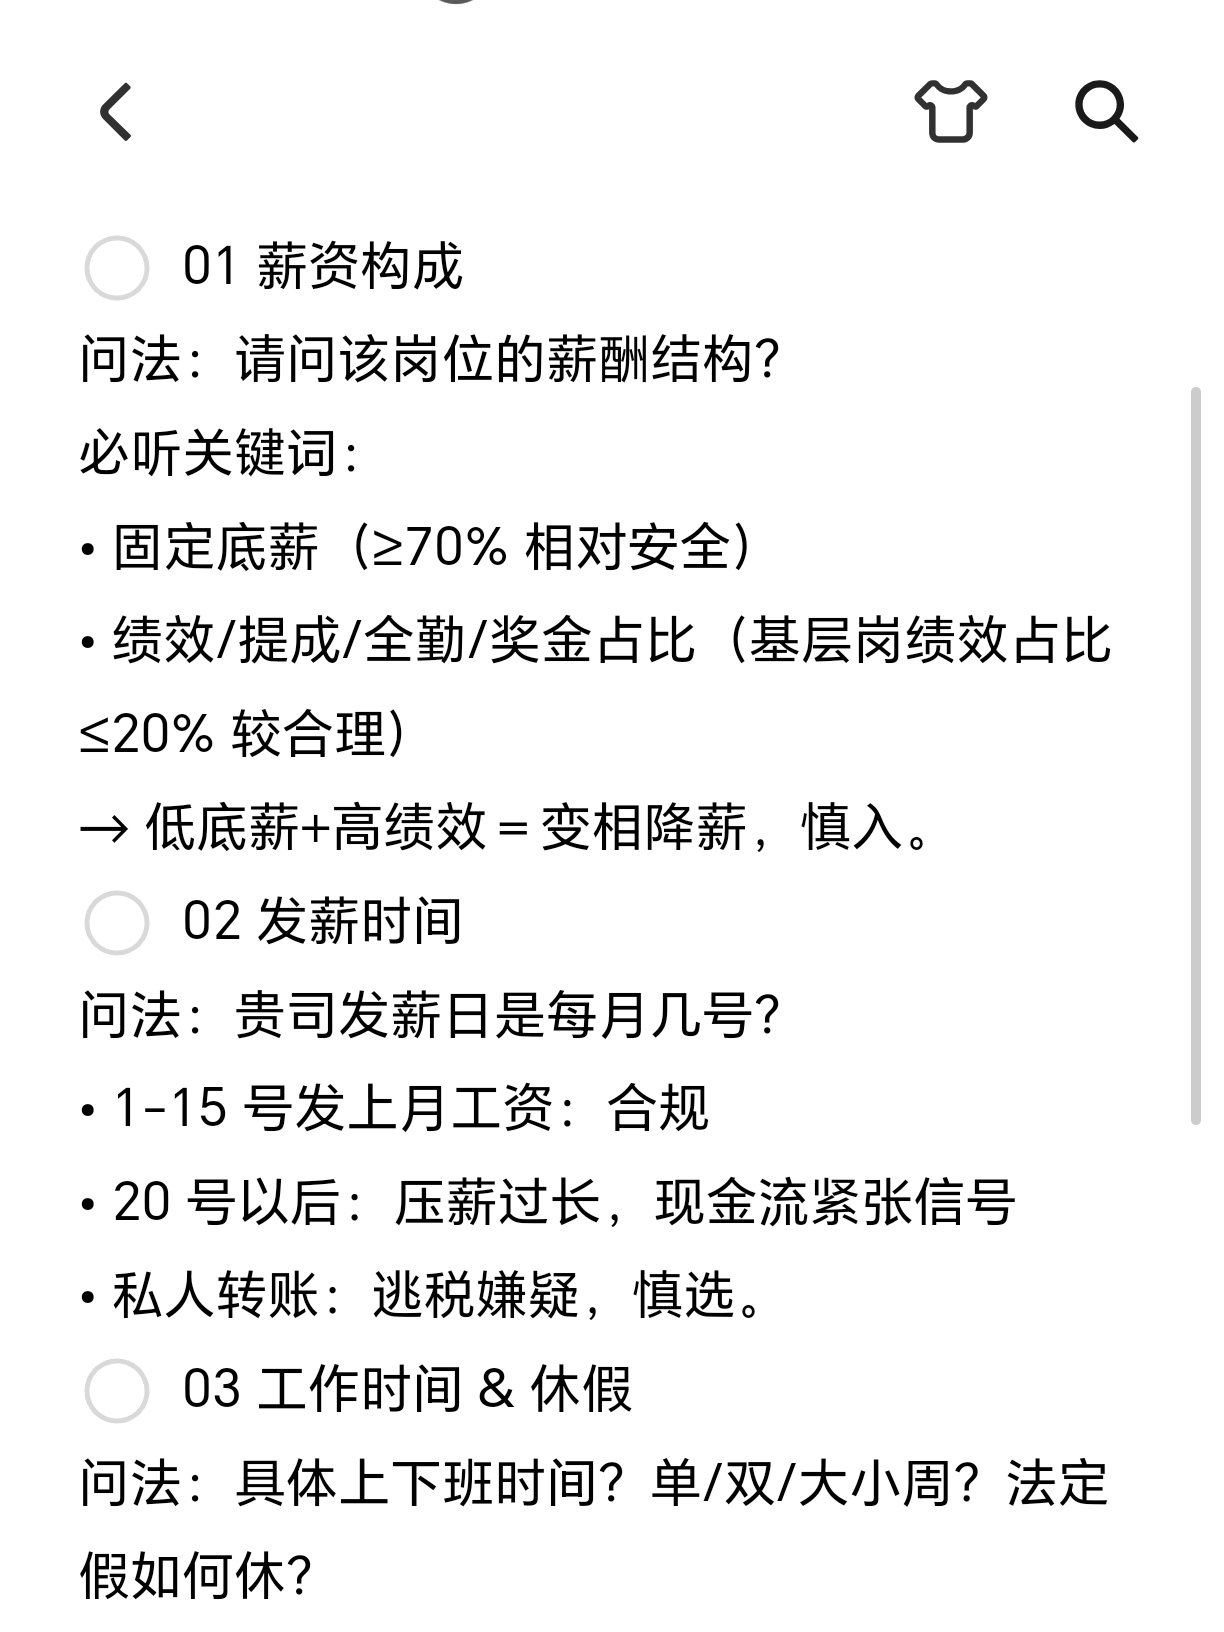 01 薪资构成
问法：请问该岗位的薪酬结构？
必听关键词：
• 固定底薪（≥70% 相对安全）
• 绩效/提成/全勤/奖金占比（基层岗绩效占比
≤20% 较合理）
→ 低底薪+高绩效 = 变相降薪，慎入。
02 发薪时间
问法：贵司发薪日是每月几号？
• 1-15 号发上月工资：合规
• 20 号以后：压薪过长，现金流紧张信号
• 私人转账：逃税嫌疑，慎选。
03 工作时间 & 休假
问法：具体上下班时间？单/双/大小周？法定
假如何休？